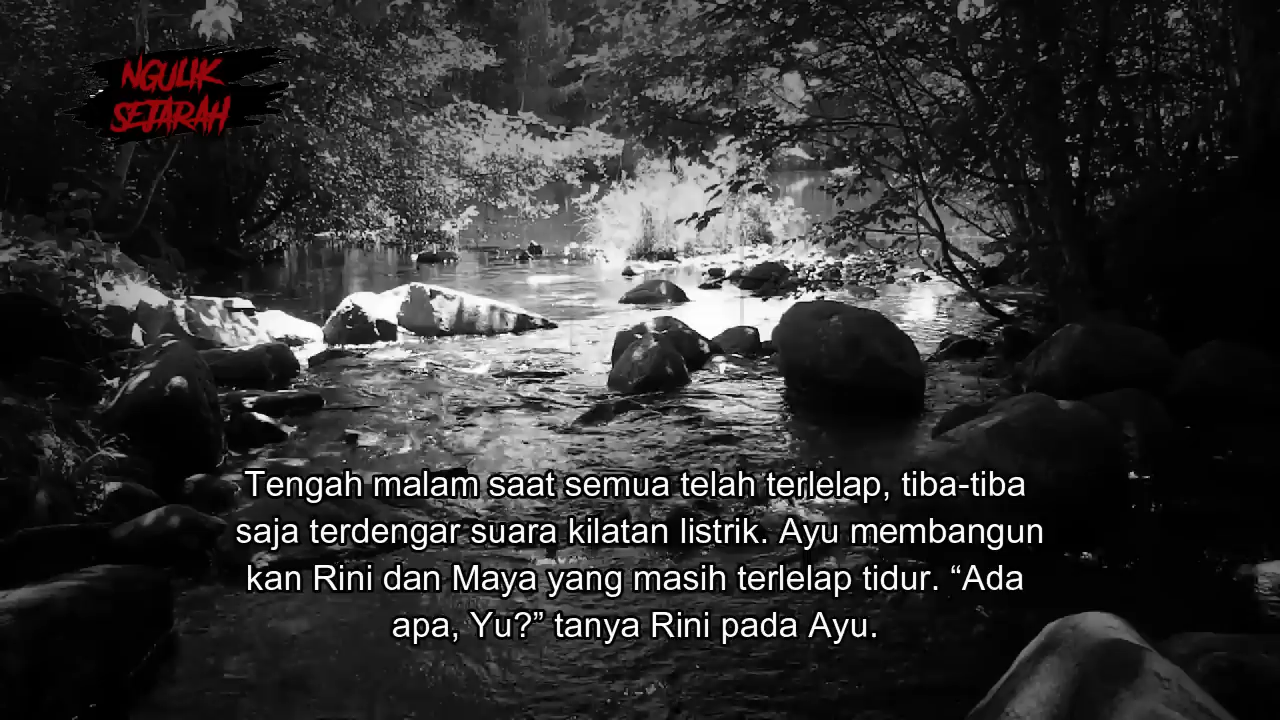 NGULIK
SEJARAH
Tengah malam saat semua telah terlelap, tiba-tiba
saja terdengar suara kilatan listrik. Ayu membangun
kan Rini dan Maya yang masih terlelap tidur. “Ada
apa, Yu?” tanya Rini pada Ayu.